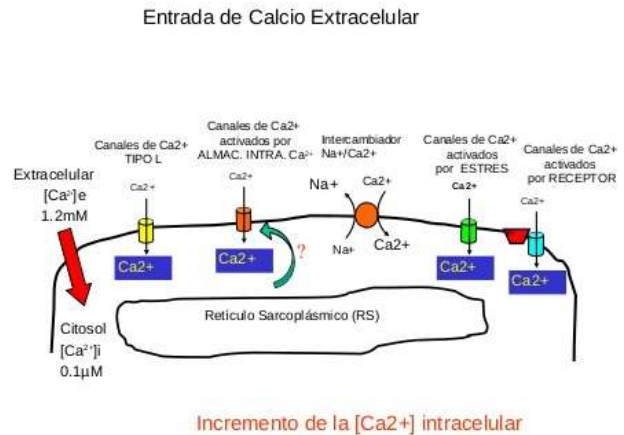 Entrada de Calcio Extracelular
Canales de Ca2+
TIPO L
Ca2+
Ca2+
Canales de Ca2+
activados por
ALMAC. INTRA. Ca²⁺
Ca2+
Ca2+
?
Intercambiador
Na+/Ca2+
Na+
Ca2+
Na+
Ca2+
Canales de Ca2+
activados
por ESTRES
Ca2+
Ca2+
Canales de Ca2+
activados
por RECEPTOR
Ca2+
Ca2+
Extracelular
[Ca²]e
1.2mM
Citosol
[Ca²⁺]i
0.1µM
Retículo Sarcoplásmico (RS)
Incremento de la [Ca2+] intracelular